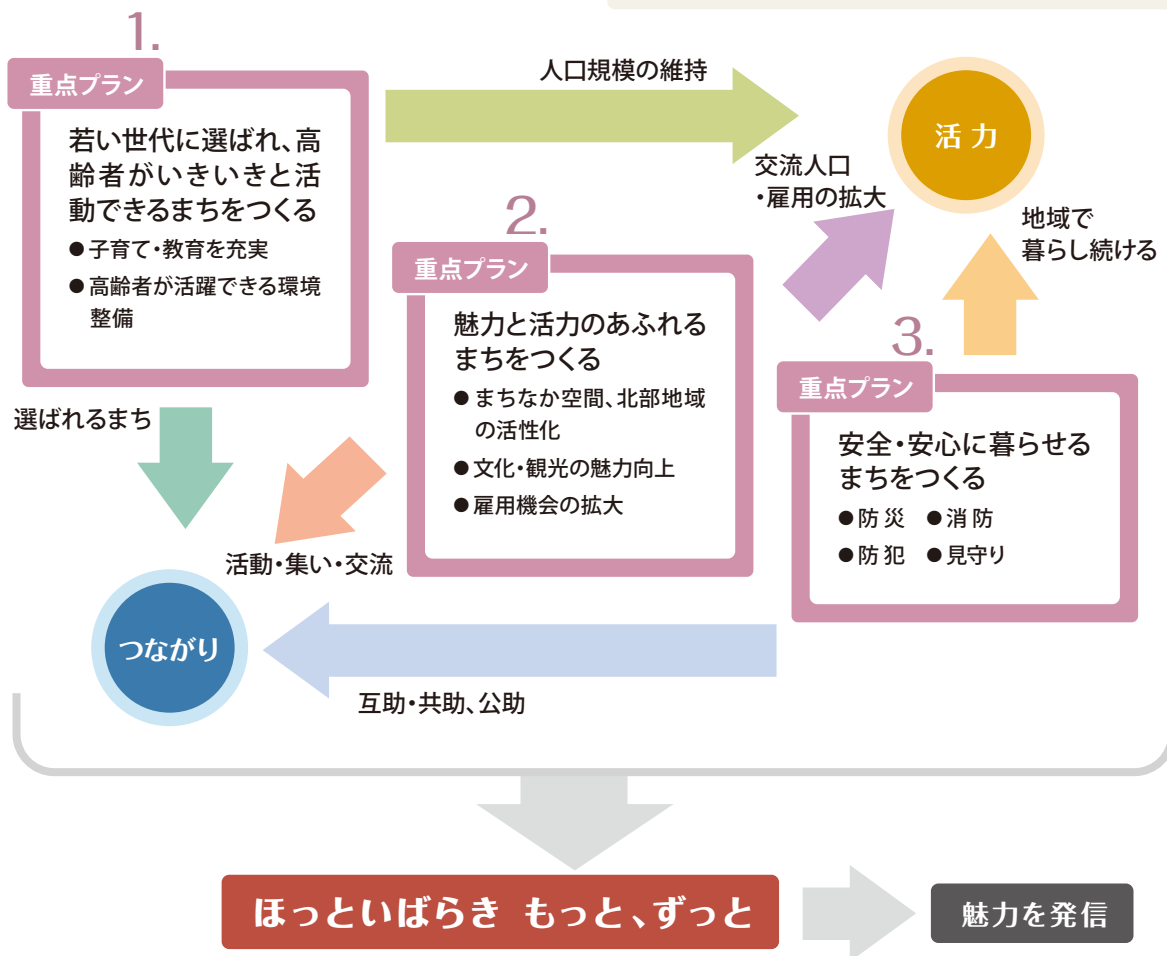 1.
重点プラン
若い世代に選ばれ、高
齢者がいきいきと活
動できるまちをつくる
●子育て・教育を充実
●高齢者が活躍できる環境
整備
人口規模の維持
活力
交流人口
・雇用の拡大
地域で
暮らし続ける
2.
重点プラン
魅力と活力のあふれる
まちをつくる
●まちなか空間、北部地域
の活性化
●文化・観光の魅力向上
●雇用機会の拡大
3.
重点プラン
安全・安心に暮らせる
まちをつくる
●防災 ●消防
●防犯 ●見守り
選ばれるまち
活動・集い・交流
つながり
互助・共助、公助
ほっといばらき もっと、ずっと
魅力を発信